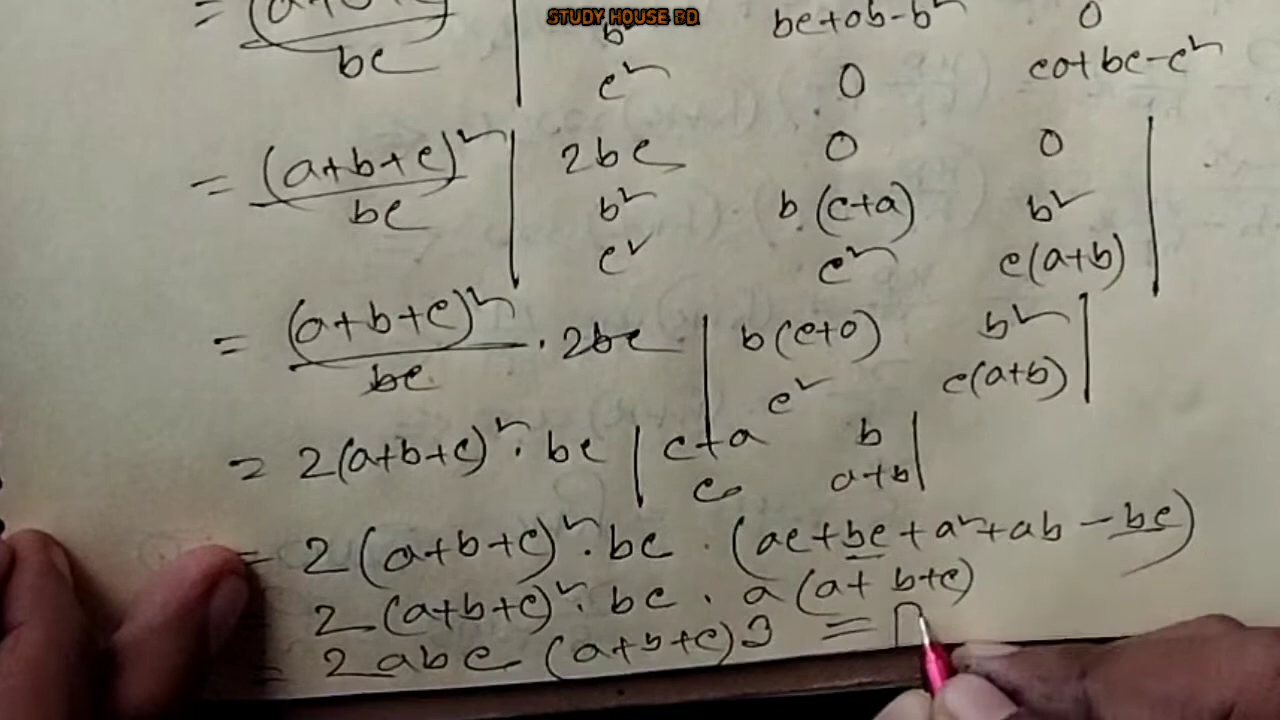 STUDY HOUSE BD
= (a+b+c)² / bc | b² bc+ab-b² 0
c² 0 ca+bc-c²
= (a+b+c)² / bc | 2bc 0 0
b² b(c+a) b²
c² c² c(a+b) |
= (a+b+c)² / bc . 2bc | b(c+a) b²
c² c(a+b) |
= 2(a+b+c)². bc | c+a b
c a+b |
= 2(a+b+c)². bc . (ac+bc+a²+ab-bc)
2(a+b+c)². bc . a(a+b+c)
= 2abc (a+b+c)3 =